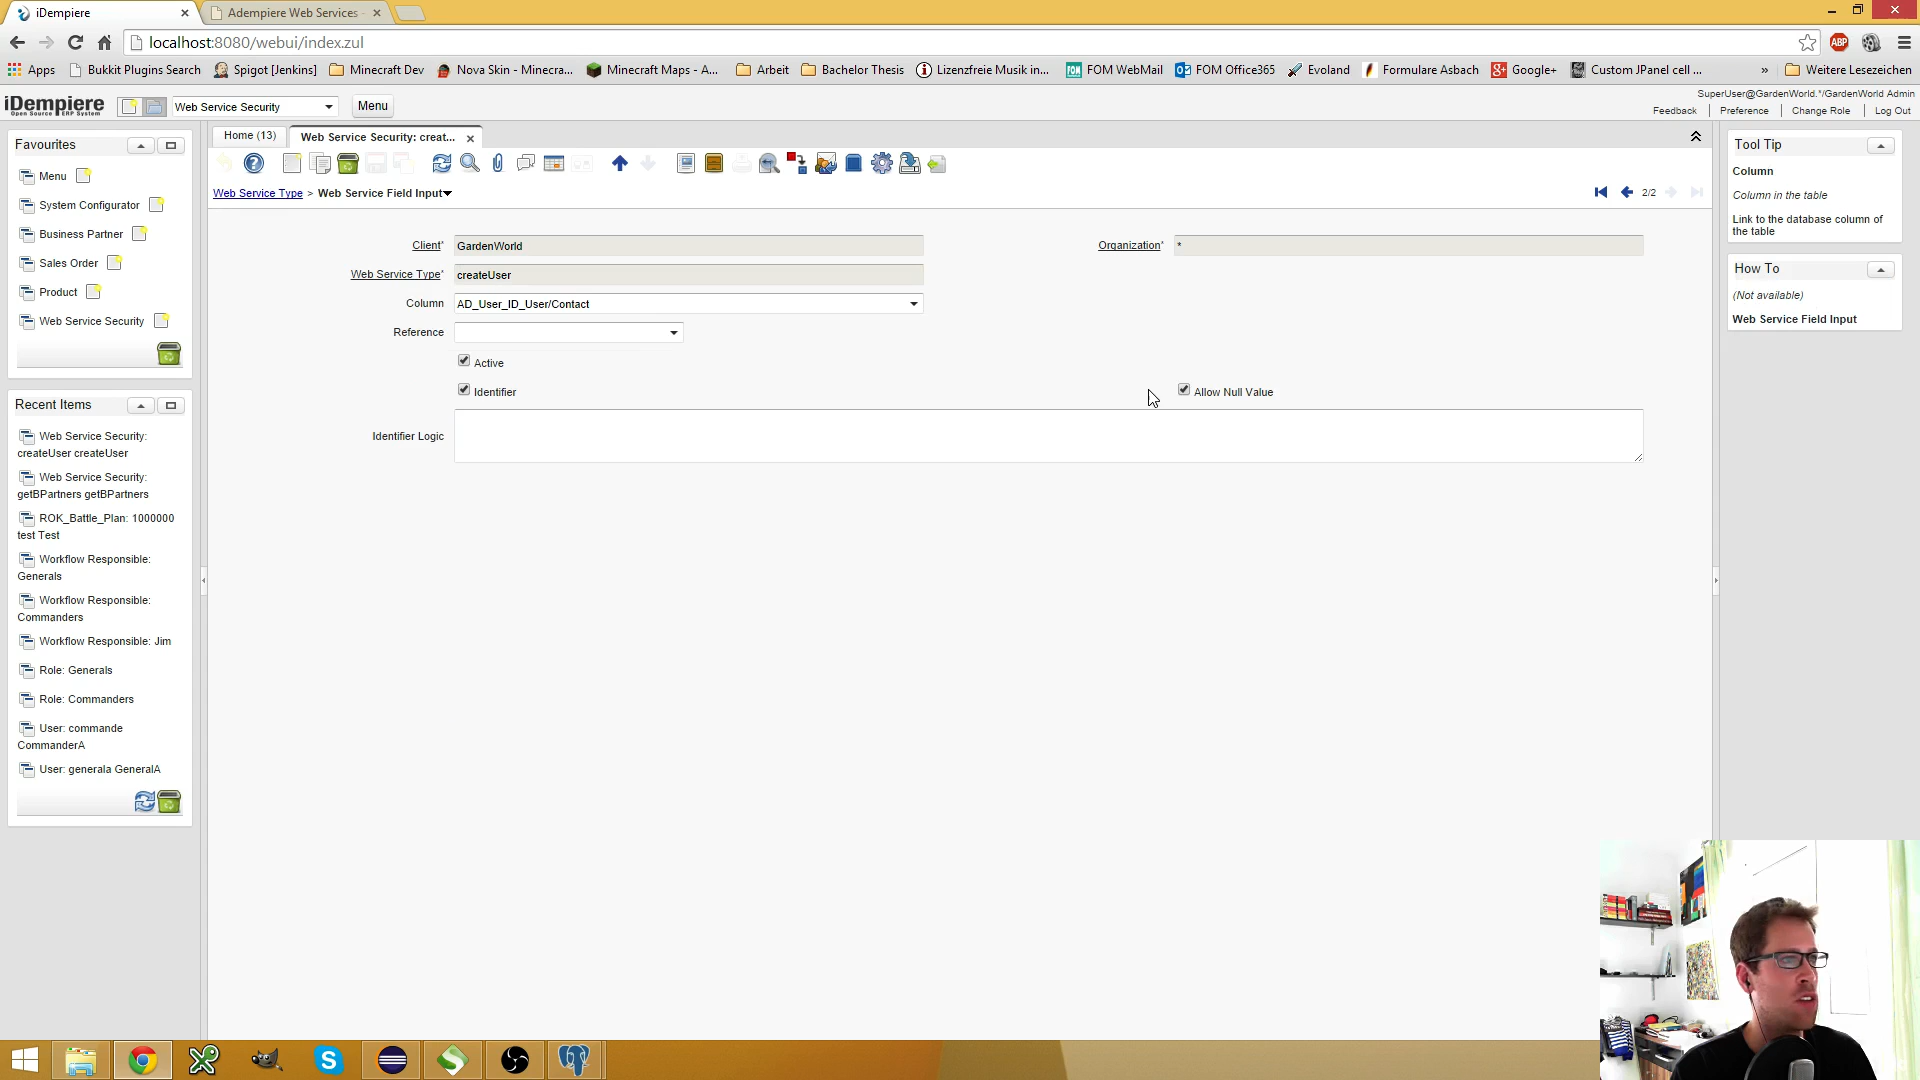 iDempiere
Adempiere Web Services -
localhost:8080/webui/index.zul
ABP
Apps
Bukkit Plugins Search
Spigot [Jenkins]
Minecraft Dev
Nova Skin - Minecra...
Minecraft Maps - A...
Arbeit
Bachelor Thesis
Lizenzfreie Musik in...
FOM WebMail
FOM Office365
Evoland
Formulare Asbach
Google+
Custom JPanel cell ...
»
Weitere Lesezeichen
iDempiere
Open Source ERP System
Web Service Security
Menu
SuperUser@GardenWorld.*/GardenWorld Admin
Feedback
Preference
Change Role
Log Out
Favourites
Menu
System Configurator
Business Partner
Sales Order
Product
Web Service Security
Recent Items
Web Service Security:
createUser createUser
Web Service Security:
getBPartners getBPartners
ROK_Battle_Plan: 1000000
test Test
Workflow Responsible:
Generals
Workflow Responsible:
Commanders
Workflow Responsible: Jim
Role: Generals
Role: Commanders
User: commande
CommanderA
User: generala GeneralA
Home (13)
Web Service Security: creat...
Web Service Type > Web Service Field Input
2/2
Client*
GardenWorld
Organization*
*
Web Service Type*
createUser
Column
AD_User_ID_User/Contact
Reference
Active
Identifier
Allow Null Value
Identifier Logic
Tool Tip
Column
Column in the table
Link to the database column of
the table
How To
(Not available)
Web Service Field Input